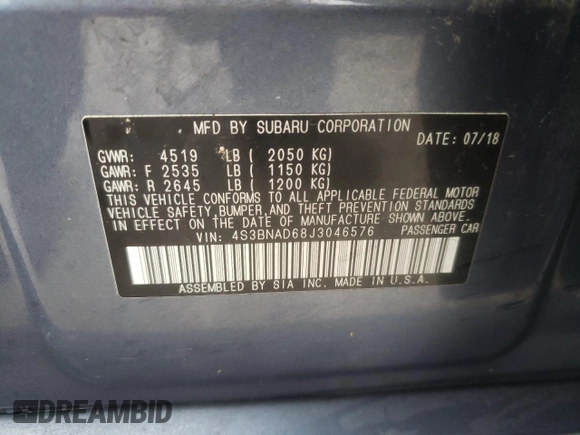 MFD BY SUBARU CORPORATION
DATE: 07/18
GVWR: 4519 LB ( 2050 KG)
GAWR: F 2535 LB ( 1150 KG)
GAWR: R 2645 LB ( 1200 KG)
THIS VEHICLE CONFORMS TO ALL APPLICABLE FEDERAL MOTOR
VEHICLE SAFETY, BUMPER, AND THEFT PREVENTION STANDARDS
IN EFFECT ON THE DATE OF MANUFACTURE SHOWN ABOVE.
VIN: 4S3BNAD68J3046576 PASSENGER CAR
ASSEMBLED BY SIA INC. MADE IN U.S.A.
DREAMBID